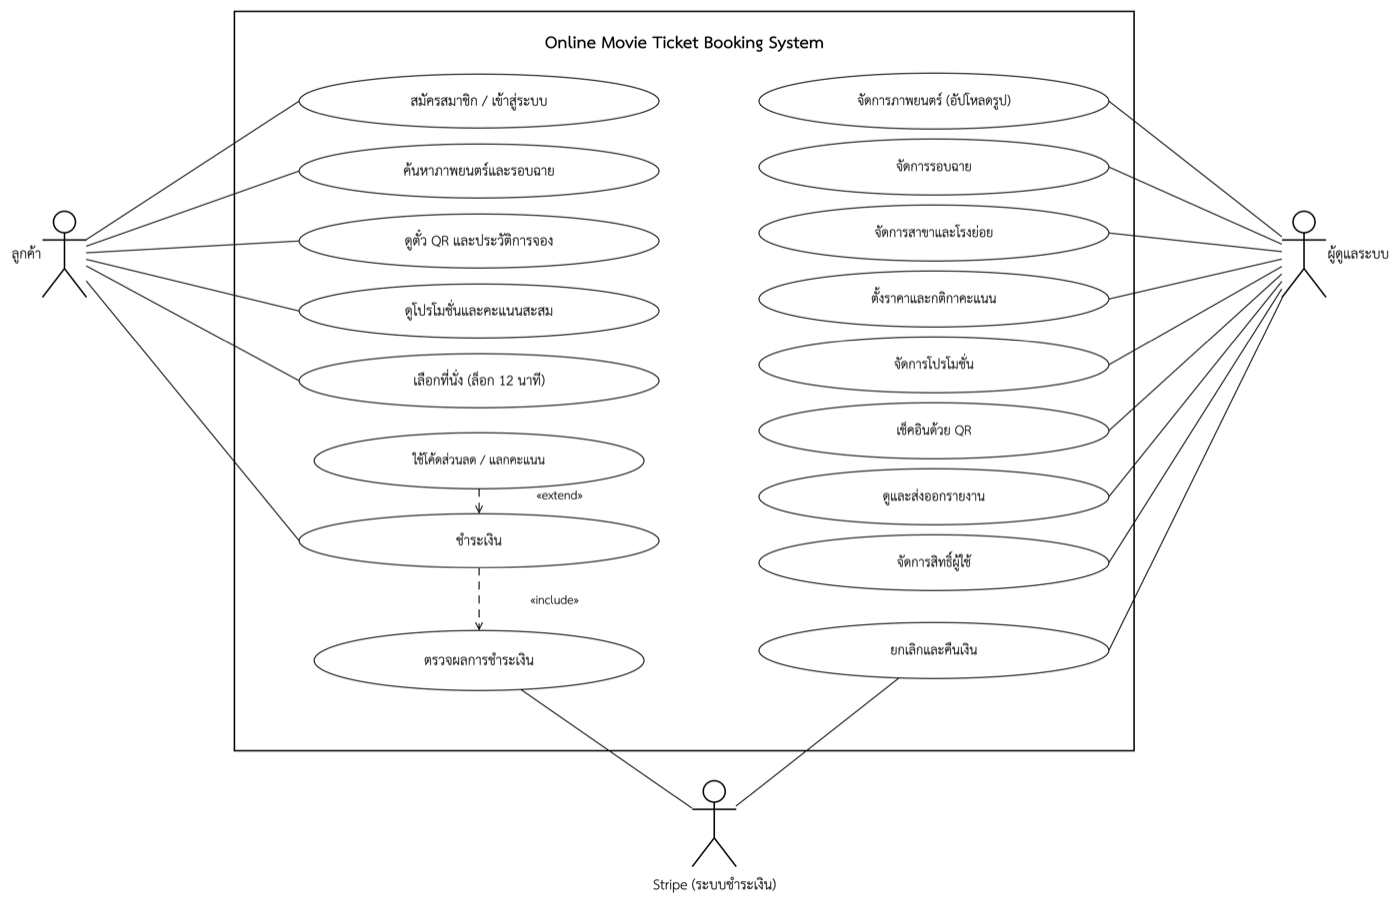 Online Movie Ticket Booking System
สมัครสมาชิก / เข้าสู่ระบบ
ค้นหาภาพยนตร์และรอบฉาย
ดูตั๋ว QR และประวัติการจอง
ดูโปรโมชั่นและคะแนนสะสม
เลือกที่นั่ง (ล็อก 12 นาที)
ใช้โค้ดส่วนลด / แลกคะแนน
«extend»
ชำระเงิน
«include»
ตรวจผลการชำระเงิน
จัดการภาพยนตร์ (อัปโหลดรูป)
จัดการรอบฉาย
จัดการสาขาและโรงย่อย
ตั้งราคาและกติกาคะแนน
จัดการโปรโมชั่น
เช็คอินด้วย QR
ดูและส่งออกรายงาน
จัดการสิทธิ์ผู้ใช้
ยกเลิกและคืนเงิน
ลูกค้า
ผู้ดูแลระบบ
Stripe (ระบบชำระเงิน)